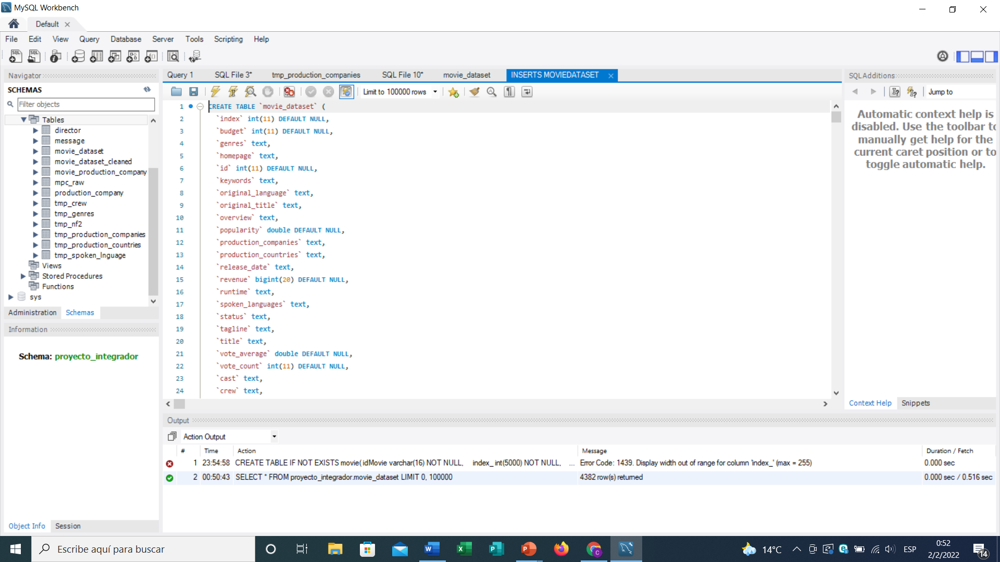 MySQL Workbench
Default
File Edit View Query Database Server Tools Scripting Help
Navigator
SCHEMAS
Filter objects
Tables
director
message
movie_dataset
movie_dataset_cleaned
movie_production_company
mpc_raw
production_company
tmp_crew
tmp_genres
tmp_nf2
tmp_production_companies
tmp_production_countries
tmp_spoken_lnguage
Views
Stored Procedures
Functions
sys
Administration Schemas
Information
Schema: proyecto_integrador
Object Info Session
Query 1 SQL File 3* tmp_production_companies SQL File 10* movie_dataset INSERTS MOVIEDATASET
Limit to 100000 rows
1 CREATE TABLE `movie_dataset` (
2 `index` int(11) DEFAULT NULL,
3 `budget` int(11) DEFAULT NULL,
4 `genres` text,
5 `homepage` text,
6 `id` int(11) DEFAULT NULL,
7 `keywords` text,
8 `original_language` text,
9 `original_title` text,
10 `overview` text,
11 `popularity` double DEFAULT NULL,
12 `production_companies` text,
13 `production_countries` text,
14 `release_date` text,
15 `revenue` bigint(20) DEFAULT NULL,
16 `runtime` text,
17 `spoken_languages` text,
18 `status` text,
19 `tagline` text,
20 `title` text,
21 `vote_average` double DEFAULT NULL,
22 `vote_count` int(11) DEFAULT NULL,
23 `cast` text,
24 `crew` text,
SQLAdditions
Jump to
Automatic context help is
disabled. Use the toolbar to
manually get help for the
current caret position or to
toggle automatic help.
Context Help Snippets
Output
Action Output
# Time Action Message Duration / Fetch
1 23:54:58 CREATE TABLE IF NOT EXISTS movie( idMovie varchar(16) NOT NULL, index_ int(5000) NOT NULL, ... Error Code: 1439. Display width out of range for column 'index_' (max = 255) 0.000 sec
2 00:50:43 SELECT * FROM proyecto_integrador.movie_dataset LIMIT 0, 100000 4382 row(s) returned 0.000 sec / 0.516 sec
Escribe aquí para buscar
14°C
ESP
0:52
2/2/2022
14